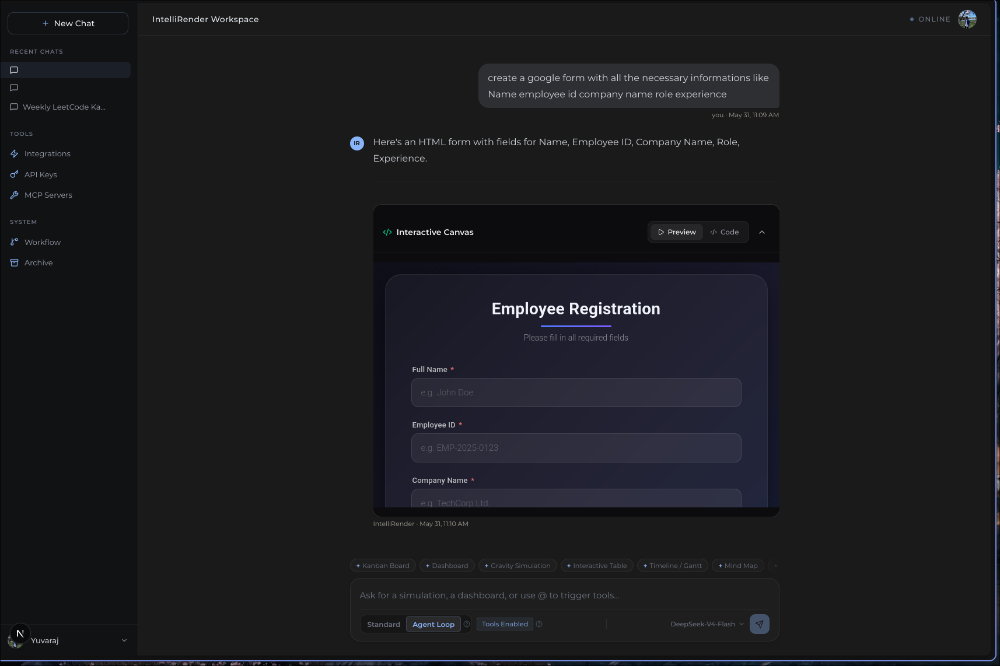 + New Chat
RECENT CHATS
Weekly LeetCode Ka...
TOOLS
Integrations
API Keys
MCP Servers
SYSTEM
Workflow
Archive
N
Yuvaraj
IntelliRender Workspace
ONLINE
create a google form with all the necessary informations like
Name employee id company name role experience
you · May 31, 11:09 AM
IR
Here's an HTML form with fields for Name, Employee ID, Company Name, Role,
Experience.
</> Interactive Canvas
Preview
</> Code
Employee Registration
Please fill in all required fields
Full Name *
e.g. John Doe
Employee ID *
e.g. EMP-2025-0123
Company Name *
e.g. TechCorp Ltd.
IntelliRender · May 31, 11:10 AM
+ Kanban Board
+ Dashboard
+ Gravity Simulation
+ Interactive Table
+ Timeline / Gantt
+ Mind Map
Ask for a simulation, a dashboard, or use @ to trigger tools...
Standard
Agent Loop
?
Tools Enabled
?
DeepSeek-V4-Flash